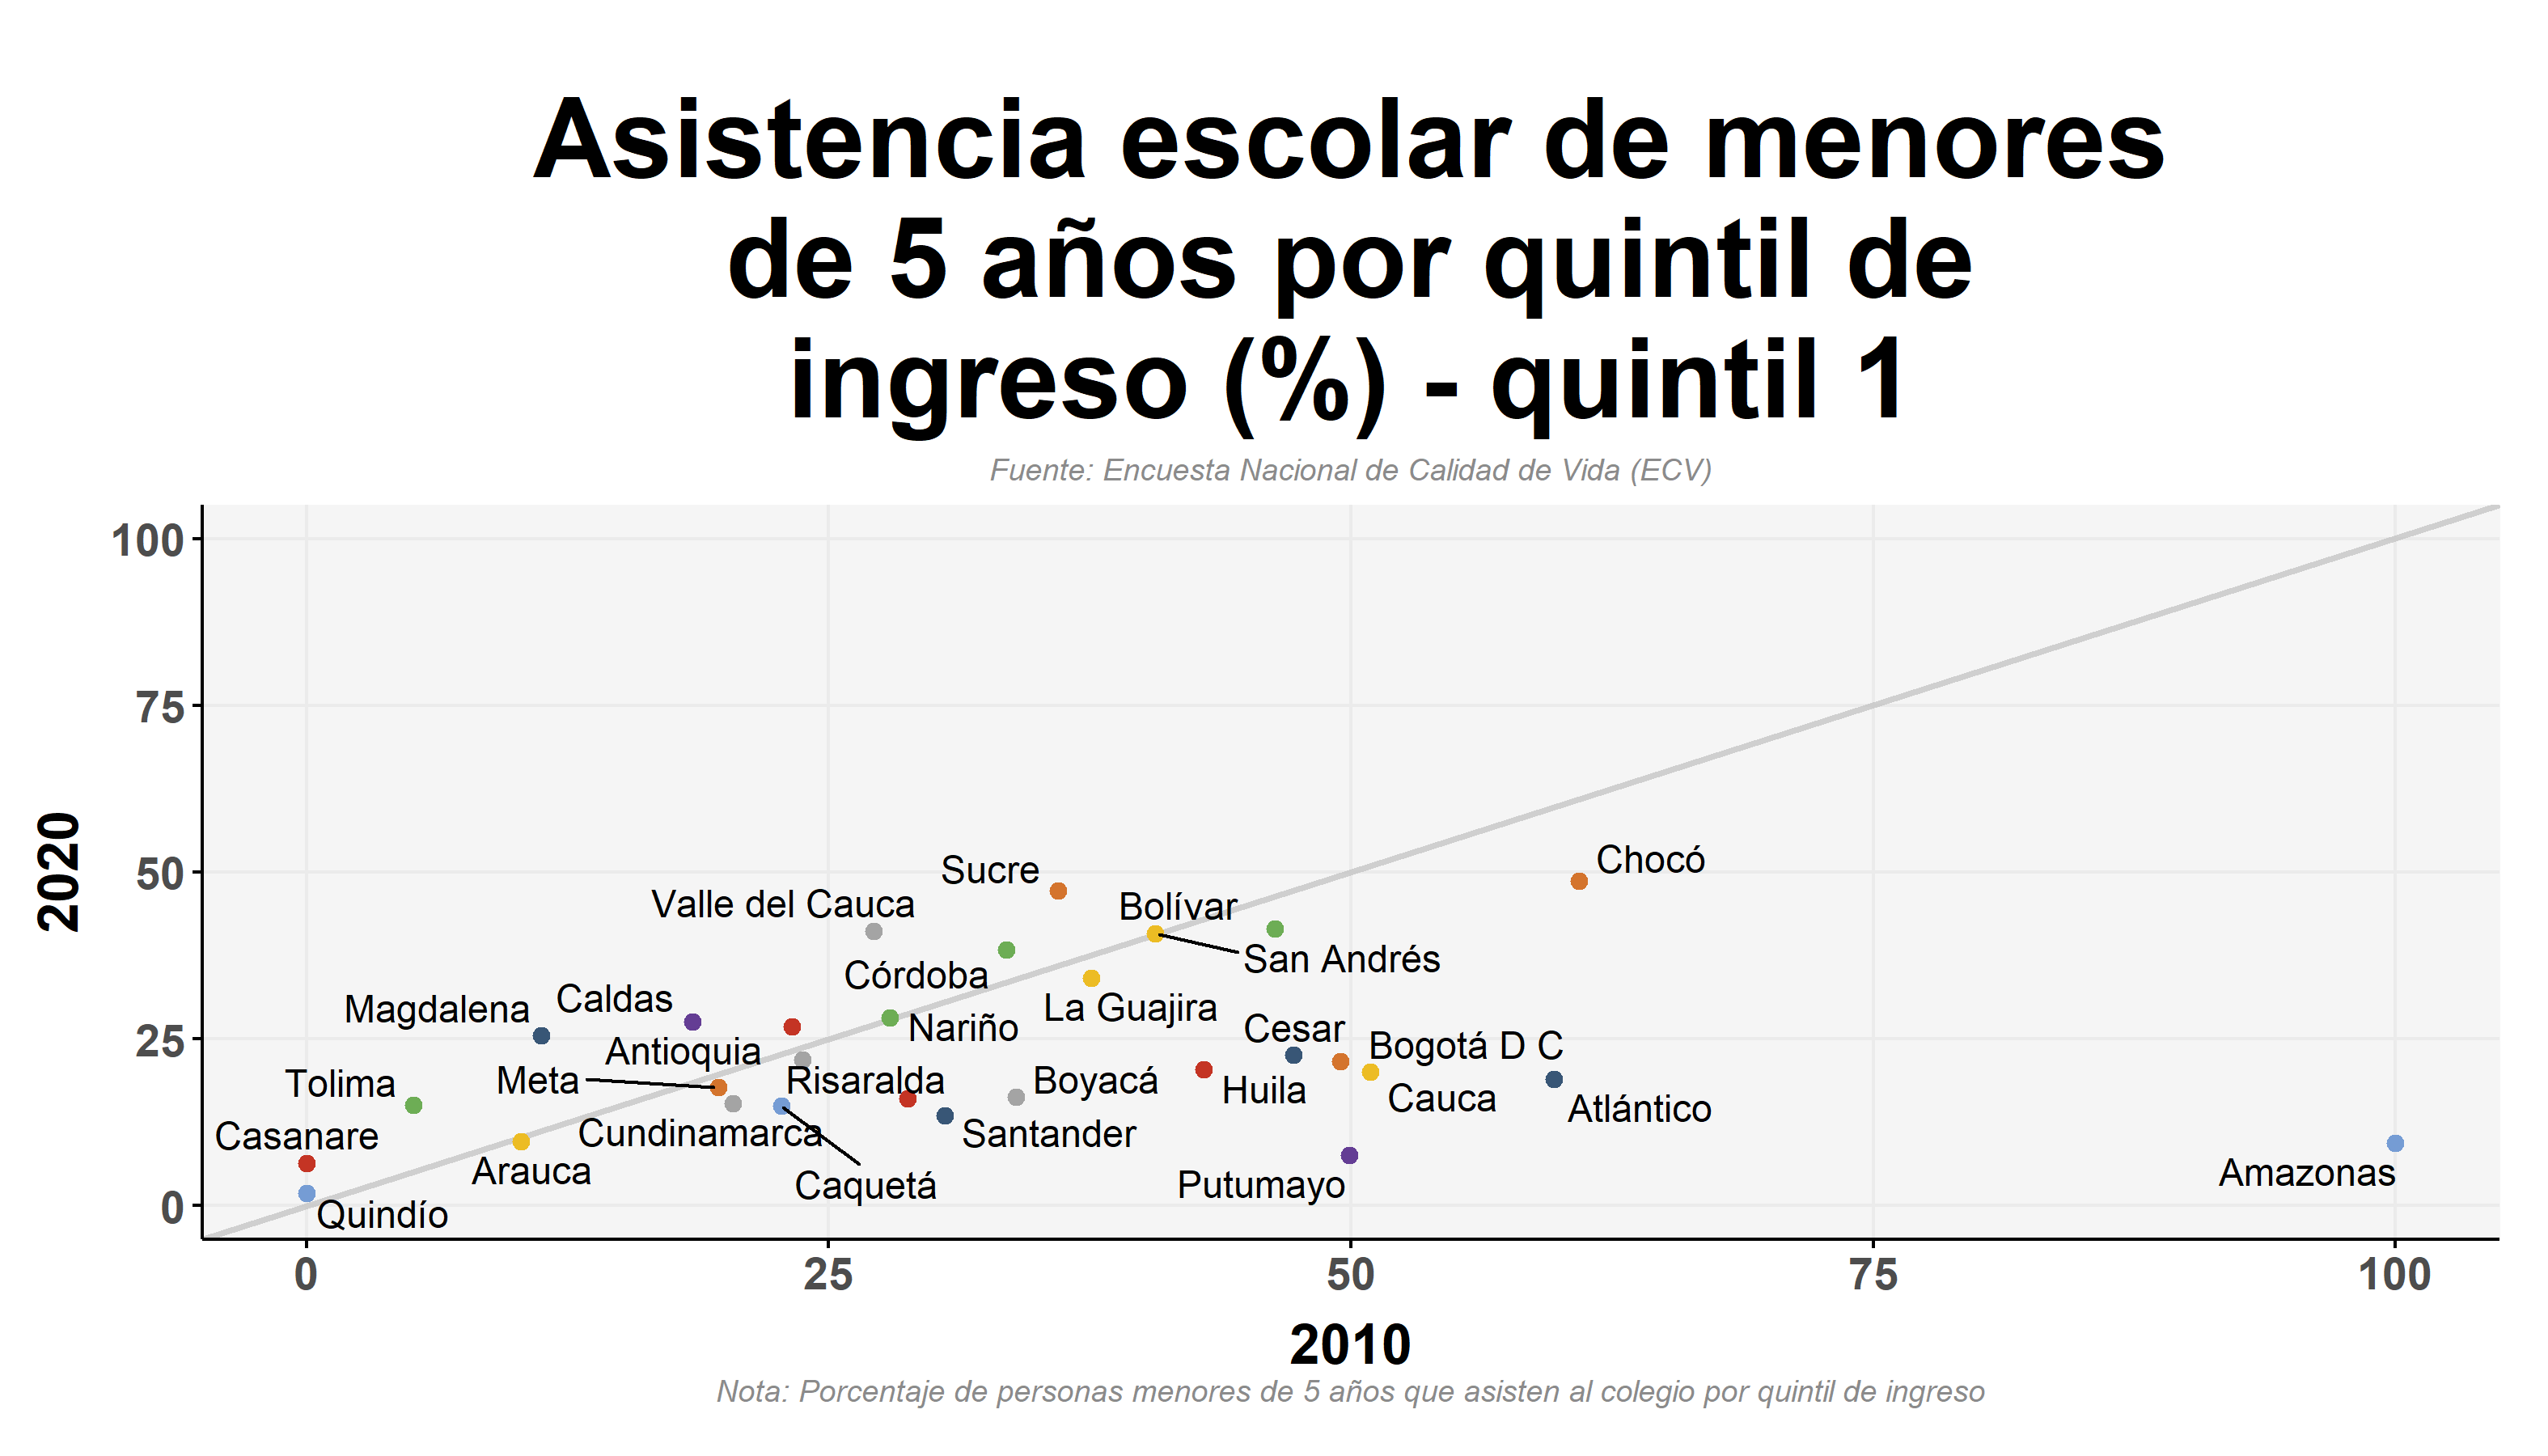 Asistencia escolar de menores
de 5 años por quintil de
ingreso (%) - quintil 1
Fuente: Encuesta Nacional de Calidad de Vida (ECV)
100
75
50
25
0
2020
Chocó
Sucre
Valle del Cauca
Bolívar
San Andrés
Córdoba
La Guajira
Magdalena
Caldas
Nariño
Cesar
Bogotá D C
Antioquia
Tolima
Meta
Risaralda
Boyacá
Huila
Cauca
Atlántico
Casanare
Cundinamarca
Santander
Arauca
Caquetá
Putumayo
Amazonas
Quindío
0
25
50
75
100
2010
Nota: Porcentaje de personas menores de 5 años que asisten al colegio por quintil de ingreso